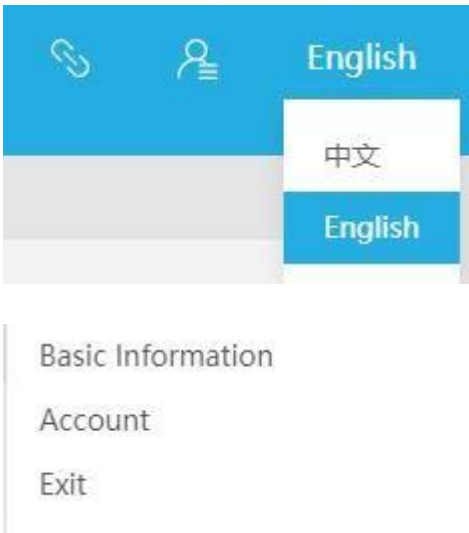 English
中文
English
Basic Information
Account
Exit